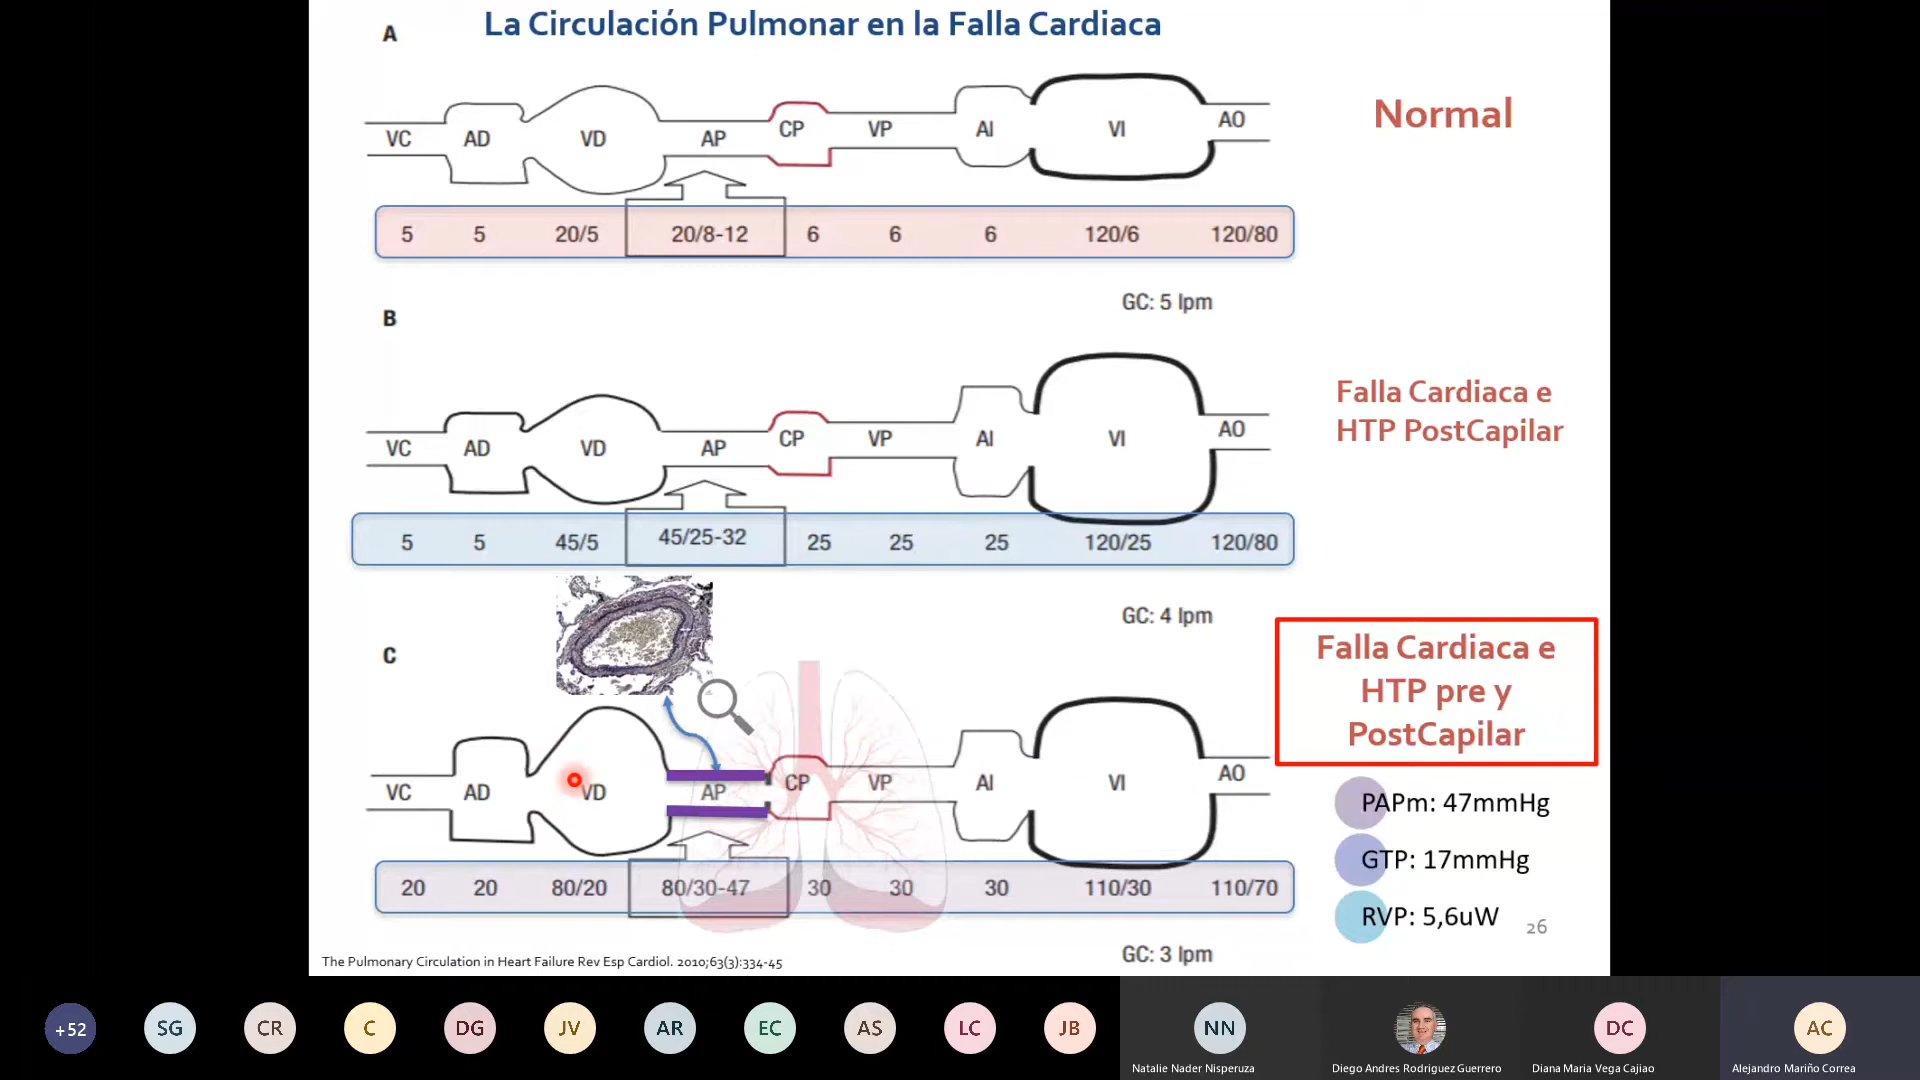 La Circulación Pulmonar en la Falla Cardiaca
A
VC AD VD AP CP VP AI VI AO
Normal
5 5 20/5 20/8-12 6 6 6 120/6 120/80
GC: 5 lpm
B
VC AD VD AP CP VP AI VI AO
Falla Cardiaca e
HTP PostCapilar
5 5 45/5 45/25-32 25 25 25 120/25 120/80
GC: 4 lpm
C
VC AD VD AP CP VP AI VI AO
Falla Cardiaca e
HTP pre y
PostCapilar
PAPm: 47mmHg
GTP: 17mmHg
RVP: 5,6uW
20 20 80/20 80/30-47 30 30 30 110/30 110/70
26
GC: 3 lpm
The Pulmonary Circulation in Heart Failure Rev Esp Cardiol. 2010;63(3):334-45
+52 SG CR C DG JV AR EC AS LC JB NN DC AC
Natalie Nader Nisperuza Diego Andres Rodriguez Guerrero Diana Maria Vega Cajiao Alejandro Mariño Correa